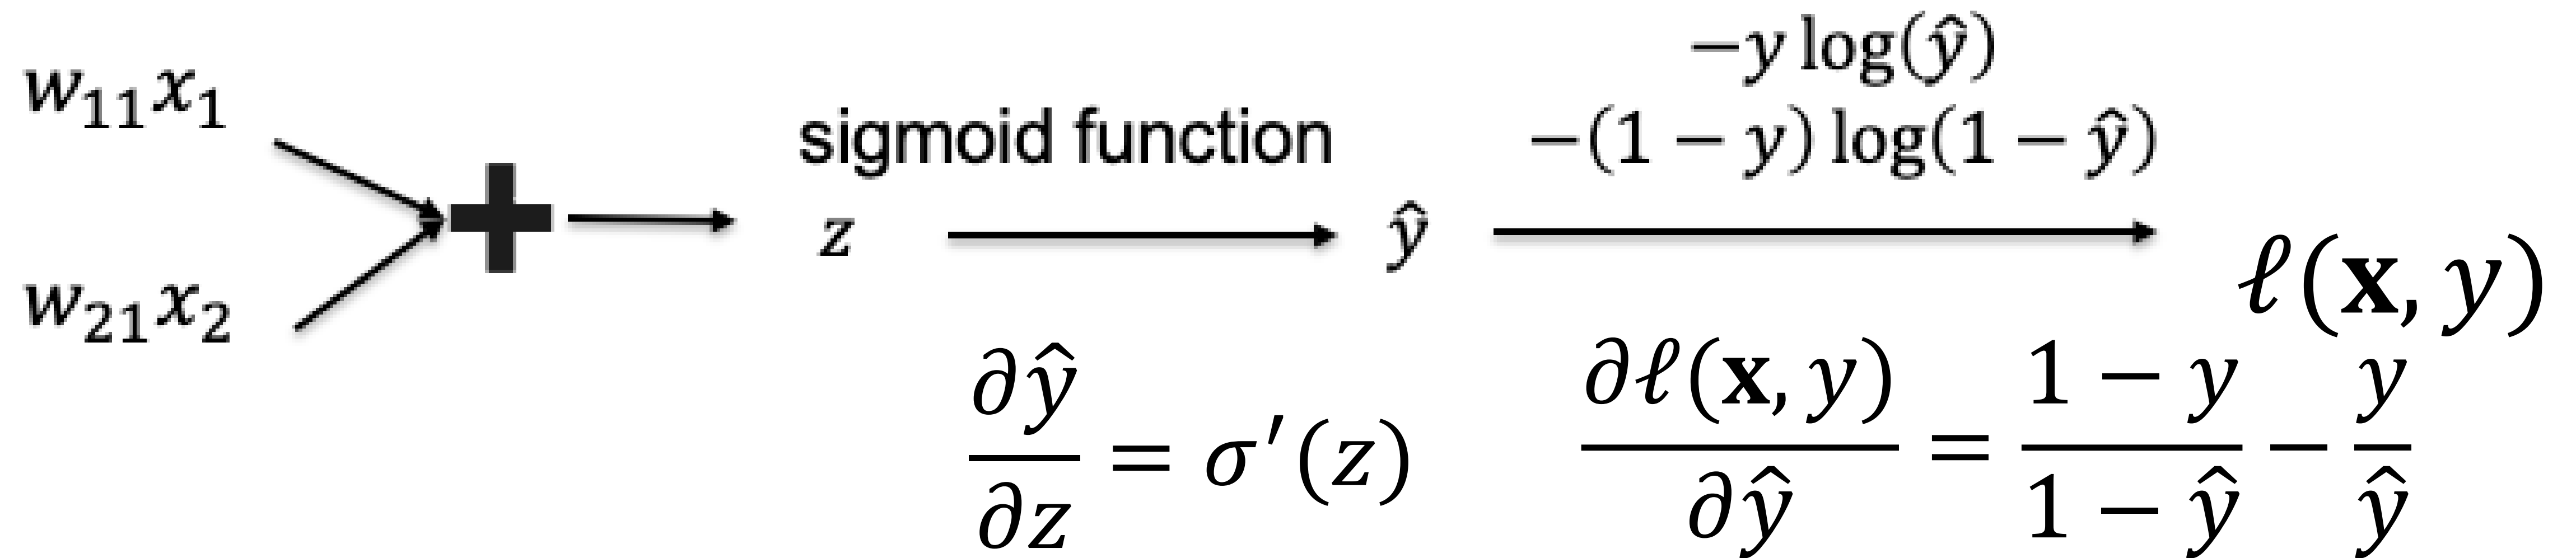 w₁₁x₁
w₂₁x₂
sigmoid function
z
ŷ
−y log(ŷ)
−(1 − y) log(1 − ŷ)
ℓ(𝐱, y)
∂ŷ/∂z = σ′(z)
∂ℓ(𝐱, y)/∂ŷ = (1 − y)/(1 − ŷ) − y/ŷ